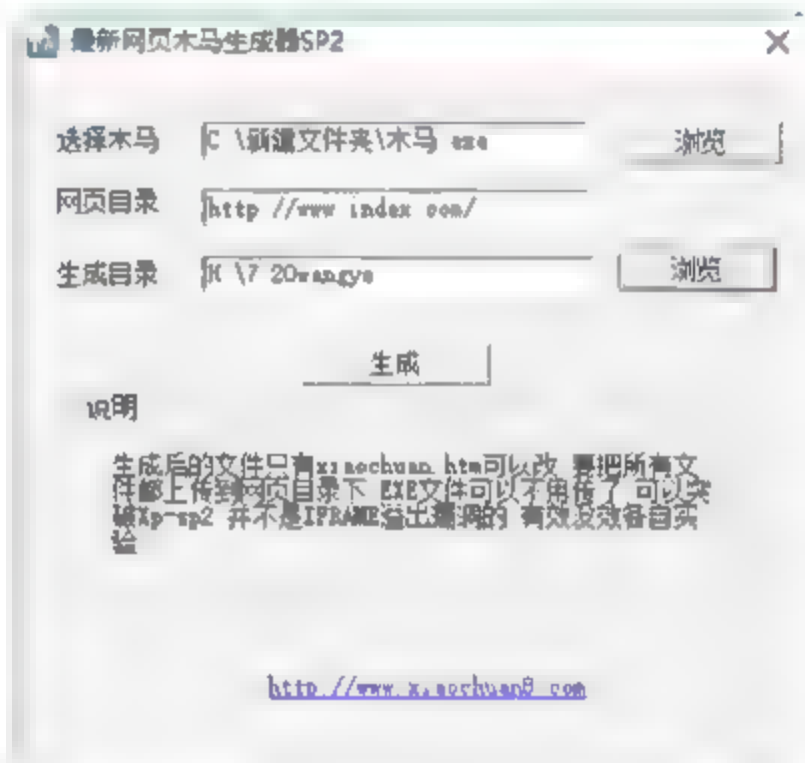 最新网页木马生成器SP2
选择木马 C \新建文件夹\木马 exe 浏览
网页目录 http //www index com/
生成目录 H \7 20wangye 浏览
生成
说明
生成后的文件只有xiaochuan htm可以改 要把所有文
件都上传到网页目录下 EXE文件可以不用传了 可以突
破Xp-sp2 并不是IFRAME溢出漏洞的 有效没效各自实
验
http //www.xiaochuan8 com